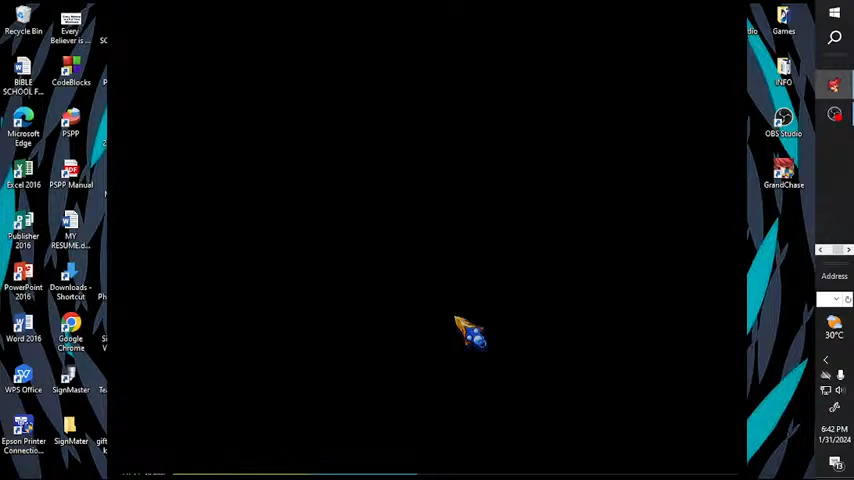 Recycle Bin
Every
Believer is ...
BIBLE
SCHOOL F...
CodeBlocks
Microsoft
Edge
PSPP
Excel 2016
PSPP Manual
Publisher
2016
MY
RESUME.d...
PowerPoint
2016
Downloads -
Shortcut
Word 2016
Google
Chrome
WPS Office
SignMaster
Epson Printer
Connectio...
SignMater
Games
INFO
OBS Studio
GrandChase
Address
30°C
6:42 PM
1/31/2024
13